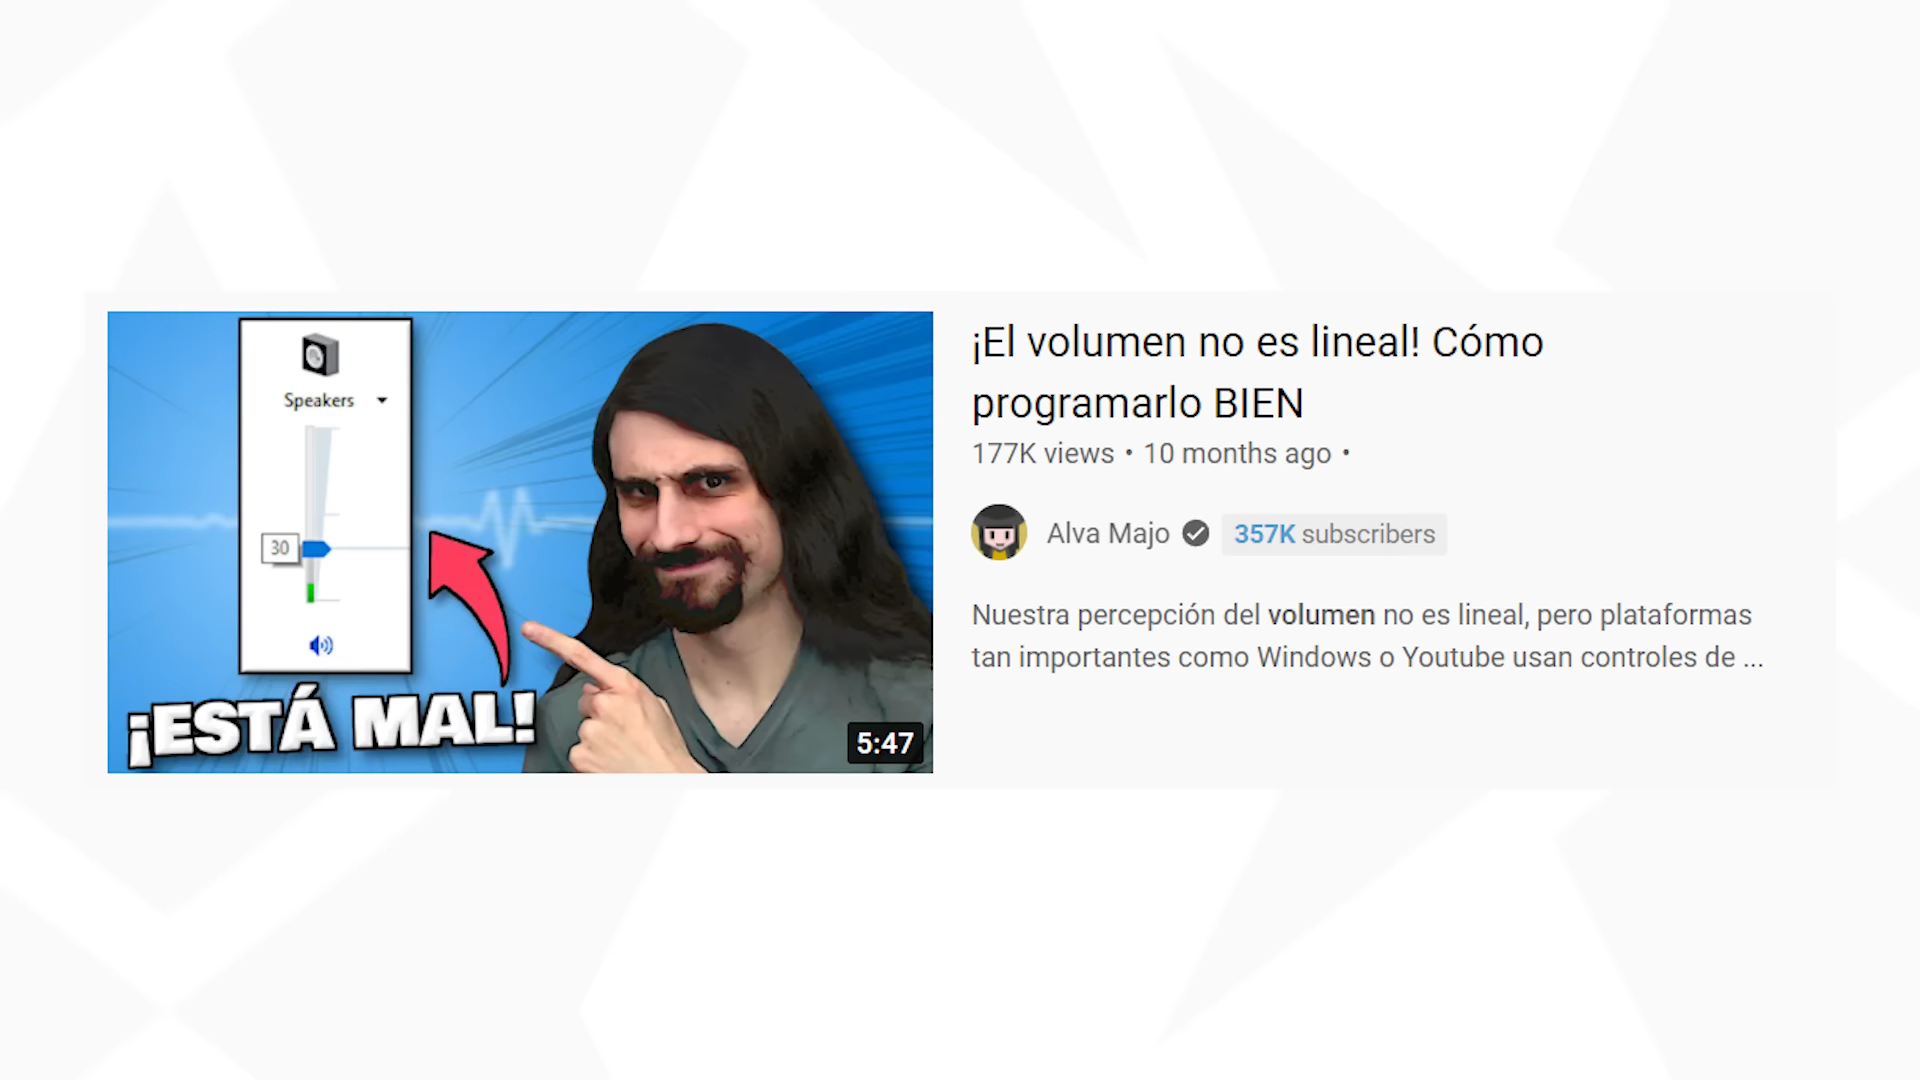 Speakers
30
¡ESTÁ MAL!
5:47
¡El volumen no es lineal! Cómo
programarlo BIEN
177K views • 10 months ago •
Alva Majo 357K subscribers
Nuestra percepción del volumen no es lineal, pero plataformas
tan importantes como Windows o Youtube usan controles de ...